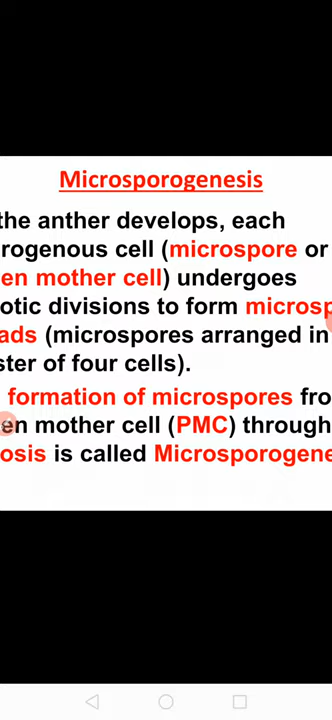 Microsporogenesis
the anther develops, each
rogenous cell (microspore or
en mother cell) undergoes
otic divisions to form microsp
ads (microspores arranged in
ster of four cells).
formation of microspores fro
en mother cell (PMC) through
osis is called Microsporogene